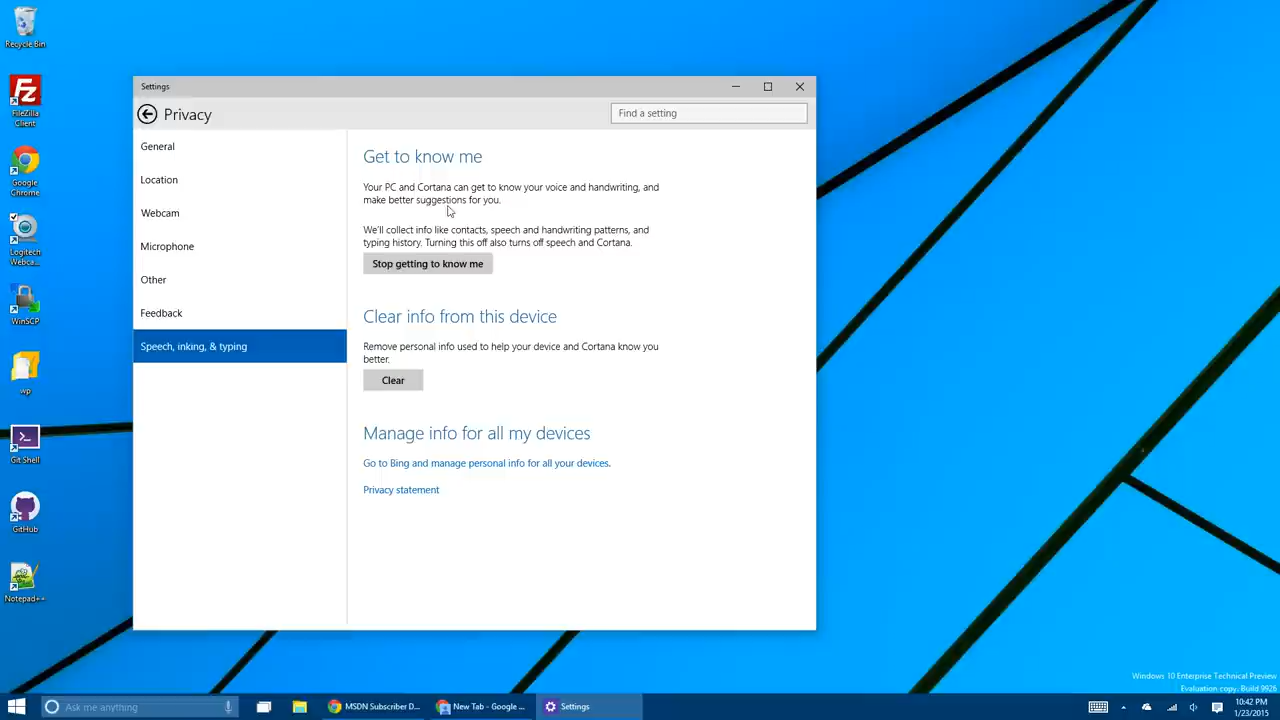 Recycle Bin
FileZilla
Client
Google
Chrome
Logitech
Webca...
WinSCP
wp
Git Shell
GitHub
Notepad++
Settings
Privacy
Find a setting
General
Location
Webcam
Microphone
Other
Feedback
Speech, inking, & typing
Get to know me
Your PC and Cortana can get to know your voice and handwriting, and
make better suggestions for you.
We'll collect info like contacts, speech and handwriting patterns, and
typing history. Turning this off also turns off speech and Cortana.
Stop getting to know me
Clear info from this device
Remove personal info used to help your device and Cortana know you
better.
Clear
Manage info for all my devices
Go to Bing and manage personal info for all your devices.
Privacy statement
Windows 10 Enterprise Technical Preview
Evaluation copy. Build 9926
Ask me anything
MSDN Subscriber D...
New Tab - Google ...
Settings
10:42 PM
1/23/2015